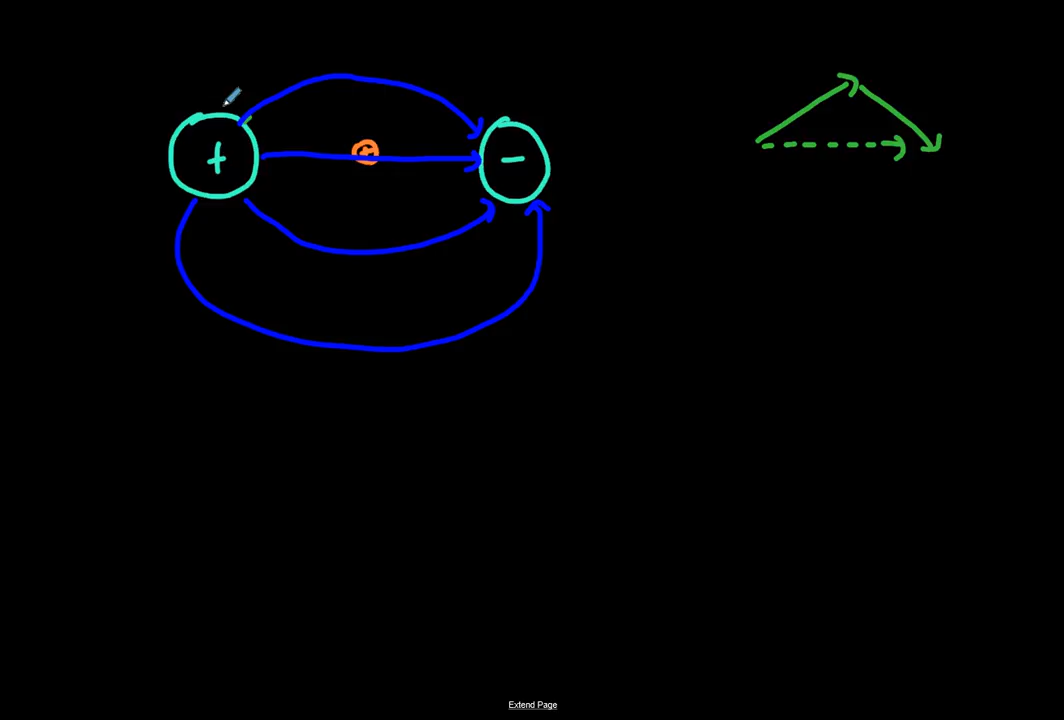 + + −
Extend Page